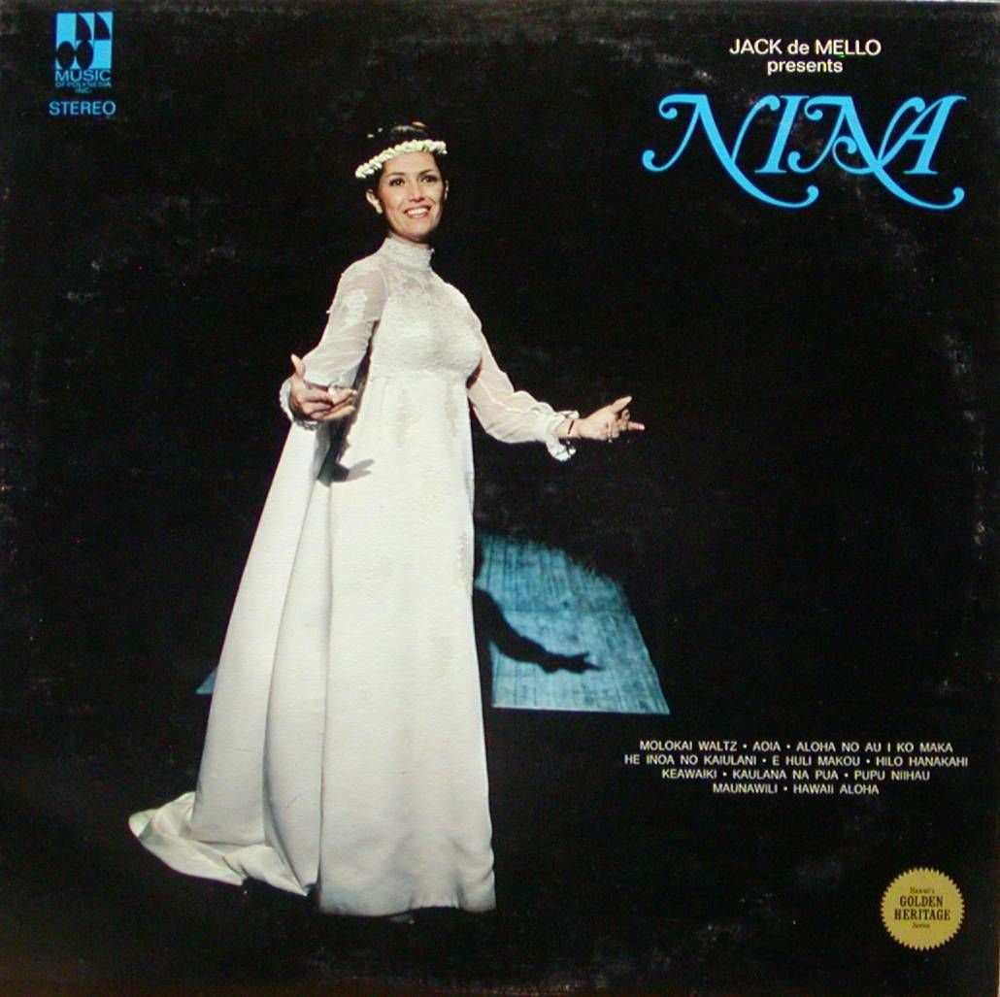 MUSIC
OF POLYNESIA
INC.
STEREO
JACK de MELLO
presents
NINA
MOLOKAI WALTZ • AOIA • ALOHA NO AU I KO MAKA
HE INOA NO KAIULANI • E HULI MAKOU • HILO HANAKAHI
KEAWAIKI • KAULANA NA PUA • PUPU NIIHAU
MAUNAWILI • HAWAII ALOHA
Hawaii's
GOLDEN
HERITAGE
Series